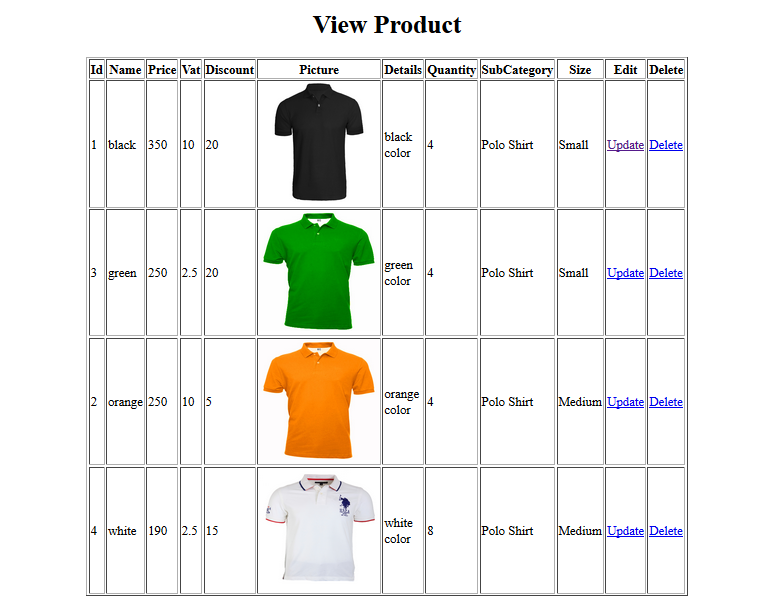 View Product
Id Name Price Vat Discount Picture Details Quantity SubCategory Size Edit Delete
1 black 350 10 20 black color 4 Polo Shirt Small Update Delete
3 green 250 2.5 20 green color 4 Polo Shirt Small Update Delete
2 orange 250 10 5 orange color 4 Polo Shirt Medium Update Delete
4 white 190 2.5 15 white color 8 Polo Shirt Medium Update Delete